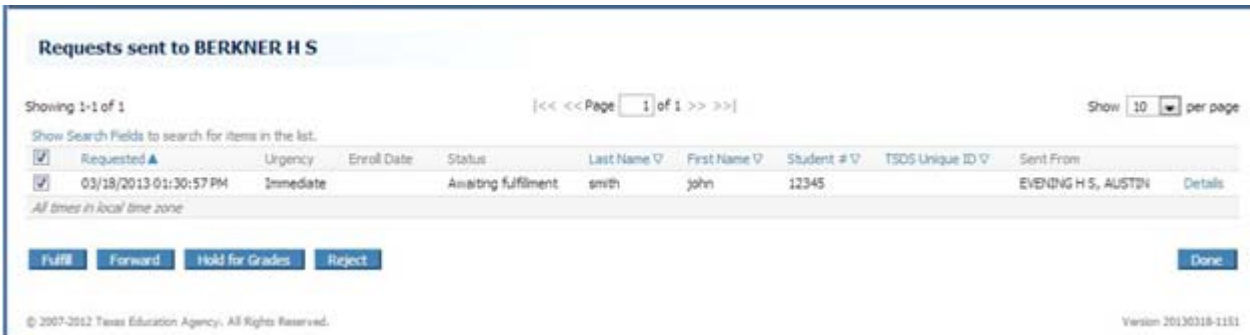 Requests sent to BERKNER H S
Showing 1-1 of 1 |<< << Page 1 of 1 >> >>| Show 10 per page
Show Search Fields to search for items in the list.
Requested ▲ Urgency Enroll Date Status Last Name ▽ First Name ▽ Student # ▽ TSDS Unique ID ▽ Sent From
03/18/2013 01:30:57 PM Immediate Awaiting fulfillment smith john 12345 EVENING H S, AUSTIN Details
All times in local time zone
Fulfill Forward Hold for Grades Reject Done
© 2007-2012 Texas Education Agency. All Rights Reserved. Version 20130318-1151